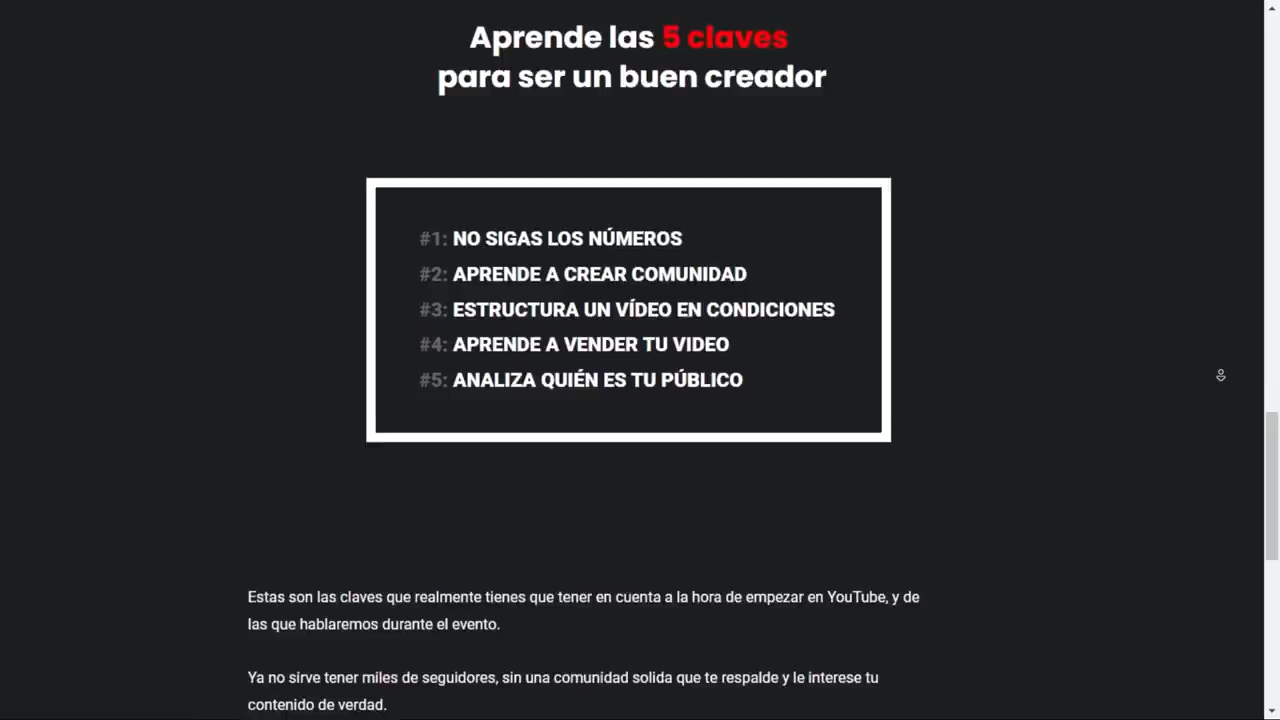 Aprende las 5 claves
para ser un buen creador
#1: NO SIGAS LOS NÚMEROS
#2: APRENDE A CREAR COMUNIDAD
#3: ESTRUCTURA UN VÍDEO EN CONDICIONES
#4: APRENDE A VENDER TU VIDEO
#5: ANALIZA QUIÉN ES TU PÚBLICO
Estas son las claves que realmente tienes que tener en cuenta a la hora de empezar en YouTube, y de
las que hablaremos durante el evento.
Ya no sirve tener miles de seguidores, sin una comunidad solida que te respalde y le interese tu
contenido de verdad.